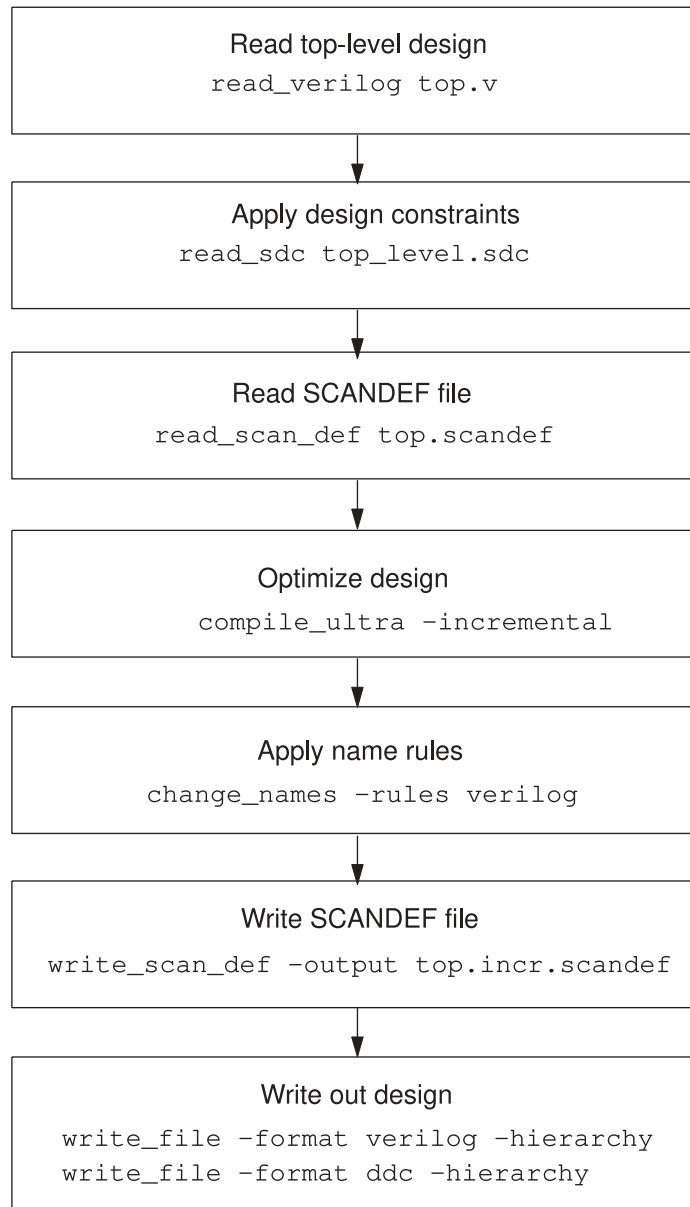 Read top-level design
read_verilog top.v
Apply design constraints
read_sdc top_level.sdc
Read SCANDEF file
read_scan_def top.scandef
Optimize design
compile_ultra -incremental
Apply name rules
change_names -rules verilog
Write SCANDEF file
write_scan_def -output top.incr.scandef
Write out design
write_file -format verilog -hierarchy
write_file -format ddc -hierarchy